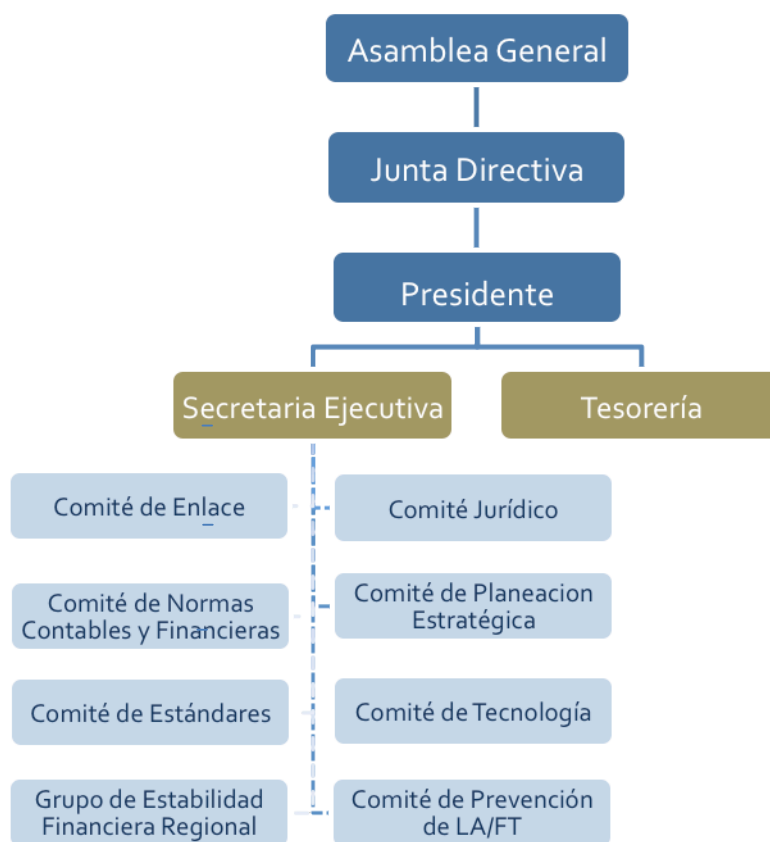 Asamblea General
Junta Directiva
Presidente
Secretaria Ejecutiva
Tesorería
Comité de Enlace
Comité Jurídico
Comité de Normas
Contables y Financieras
Comité de Planeacion
Estratégica
Comité de Estándares
Comité de Tecnología
Grupo de Estabilidad
Financiera Regional
Comité de Prevención
de LA/FT